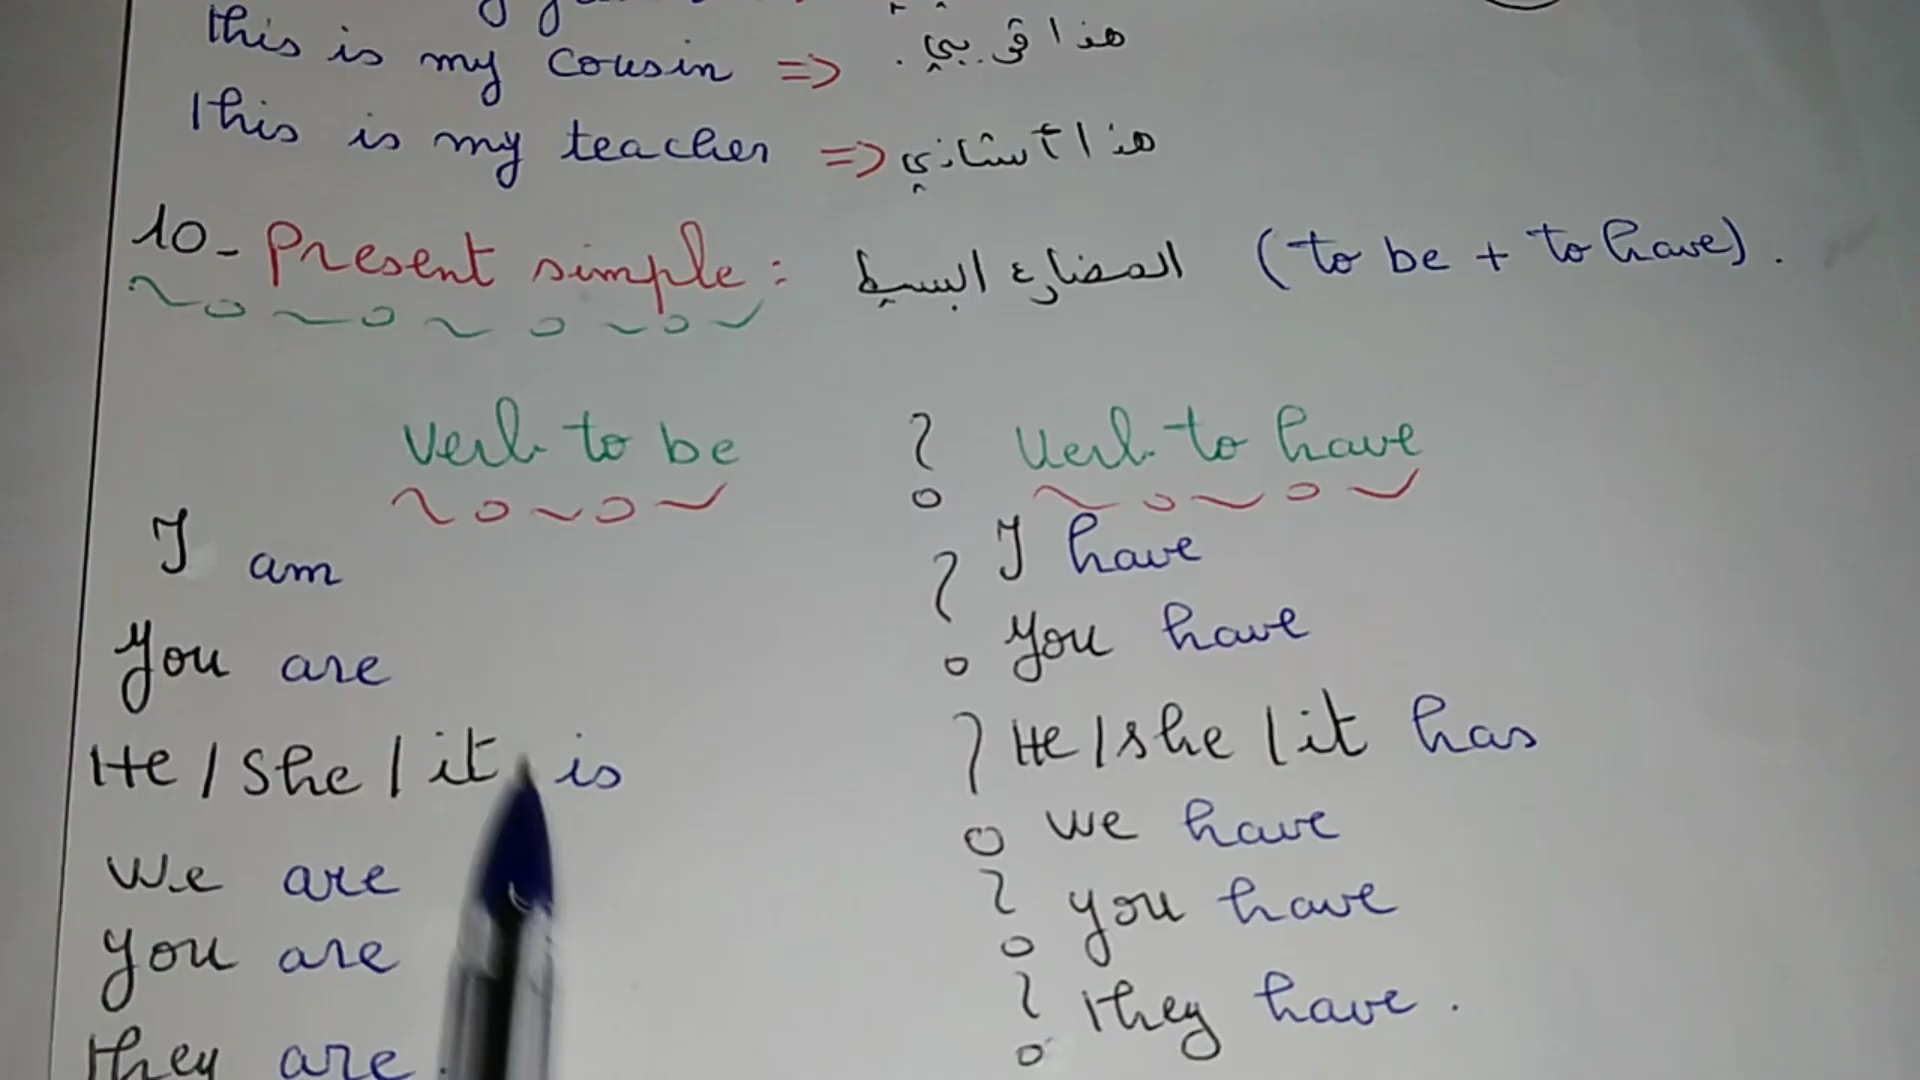 This is my cousin => هذا قريبي.
This is my teacher => هذا أستاذي
10- Present simple: المضارع البسيط (to be + to have).
Verb to be
I am
You are
He / She / it is
We are
You are
They are.
Verb to have
I have
You have
He / she / it has
We have
You have
They have.